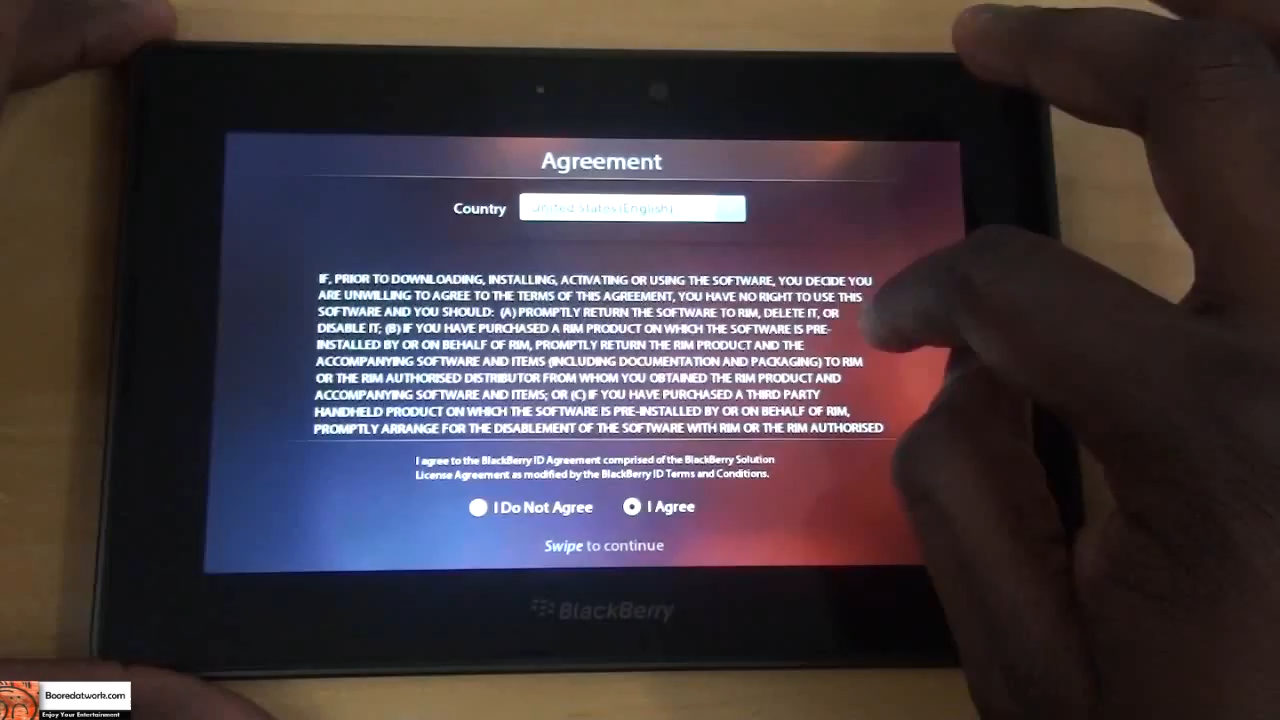 Agreement
Country United States (English)
IF, PRIOR TO DOWNLOADING, INSTALLING, ACTIVATING OR USING THE SOFTWARE, YOU DECIDE YOU
ARE UNWILLING TO AGREE TO THE TERMS OF THIS AGREEMENT, YOU HAVE NO RIGHT TO USE THIS
SOFTWARE AND YOU SHOULD: (A) PROMPTLY RETURN THE SOFTWARE TO RIM, DELETE IT, OR
DISABLE IT; (B) IF YOU HAVE PURCHASED A RIM PRODUCT ON WHICH THE SOFTWARE IS PRE-
INSTALLED BY OR ON BEHALF OF RIM, PROMPTLY RETURN THE RIM PRODUCT AND THE
ACCOMPANYING SOFTWARE AND ITEMS (INCLUDING DOCUMENTATION AND PACKAGING) TO RIM
OR THE RIM AUTHORISED DISTRIBUTOR FROM WHOM YOU OBTAINED THE RIM PRODUCT AND
ACCOMPANYING SOFTWARE AND ITEMS; OR (C) IF YOU HAVE PURCHASED A THIRD PARTY
HANDHELD PRODUCT ON WHICH THE SOFTWARE IS PRE-INSTALLED BY OR ON BEHALF OF RIM,
PROMPTLY ARRANGE FOR THE DISABLEMENT OF THE SOFTWARE WITH RIM OR THE RIM AUTHORISED
I agree to the BlackBerry ID Agreement comprised of the BlackBerry Solution
License Agreement as modified by the BlackBerry ID Terms and Conditions.
I Do Not Agree I Agree
Swipe to continue
BlackBerry
Booredatwork.com
Enjoy Your Entertainment